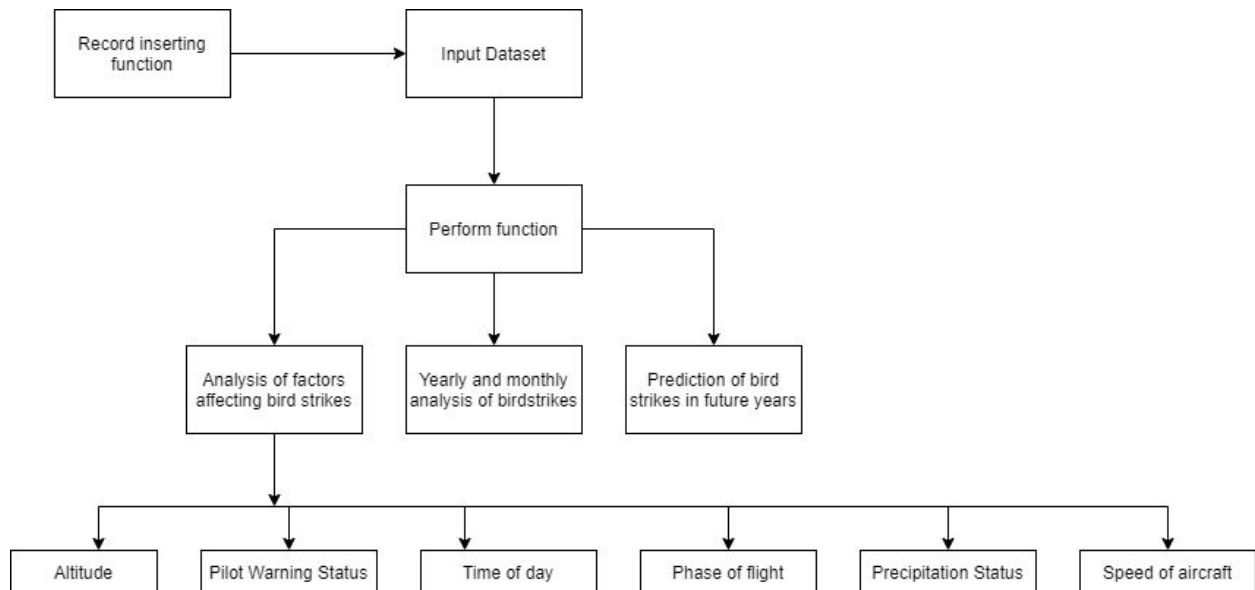 Record inserting
function
Input Dataset
Perform function
Analysis of factors
affecting bird strikes
Yearly and monthly
analysis of birdstrikes
Prediction of bird
strikes in future years
Altitude
Pilot Warning Status
Time of day
Phase of flight
Precipitation Status
Speed of aircraft